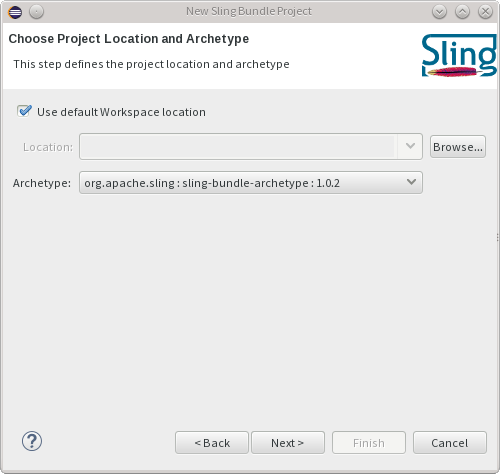 New Sling Bundle Project
Choose Project Location and Archetype
Sling
This step defines the project location and archetype
Use default Workspace location
Location:
Browse...
Archetype: org.apache.sling : sling-bundle-archetype : 1.0.2
?
< Back Next > Finish Cancel